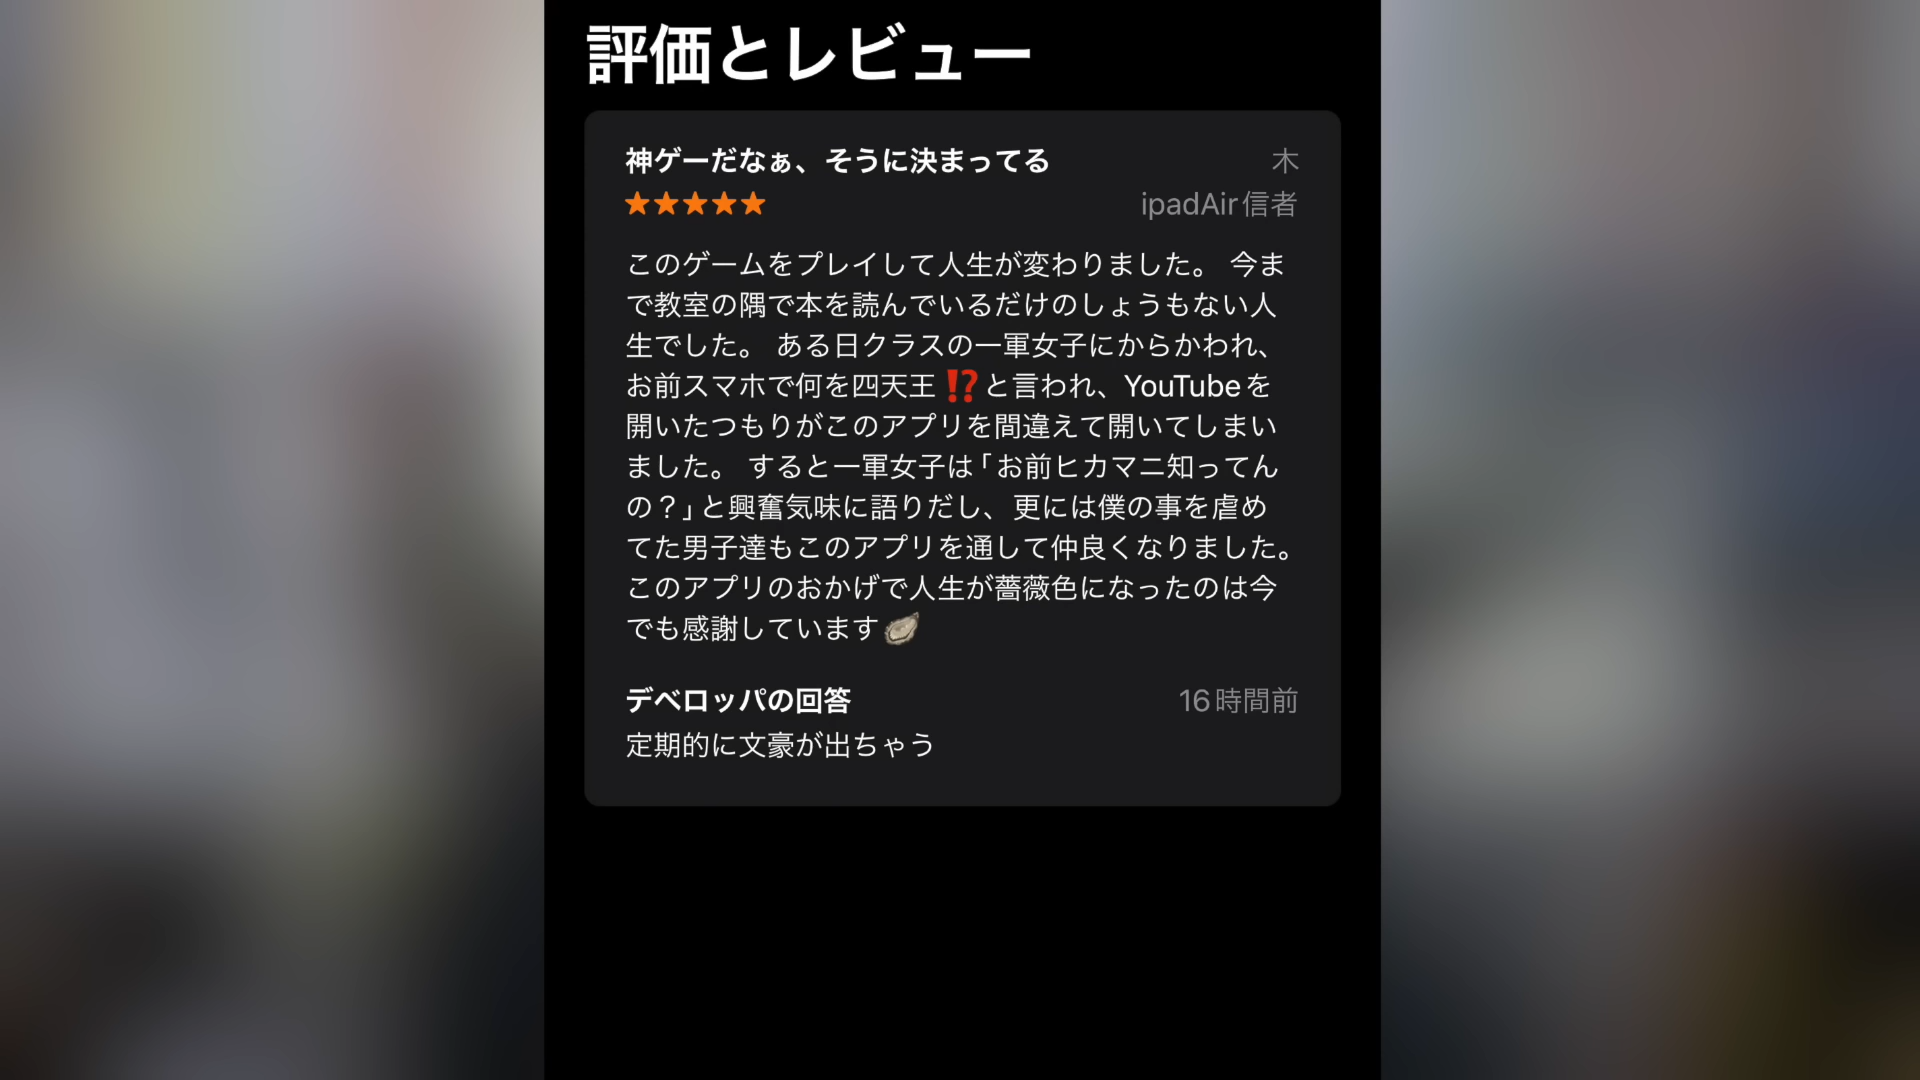 評価とレビュー
神ゲーだなぁ、そうに決まってる
木
★★★★★
ipadAir信者
このゲームをプレイして人生が変わりました。 今ま
で教室の隅で本を読んでいるだけのしょうもない人
生でした。 ある日クラスの一軍女子にからかわれ、
お前スマホで何を四天王⁉️と言われ、YouTubeを
開いたつもりがこのアプリを間違えて開いてしまい
ました。 すると一軍女子は「お前ヒカマニ知ってん
の？」と興奮気味に語りだし、更には僕の事を虐め
てた男子達もこのアプリを通して仲良くなりました。
このアプリのおかげで人生が薔薇色になったのは今
でも感謝しています🦪
デベロッパの回答
16時間前
定期的に文豪が出ちゃう